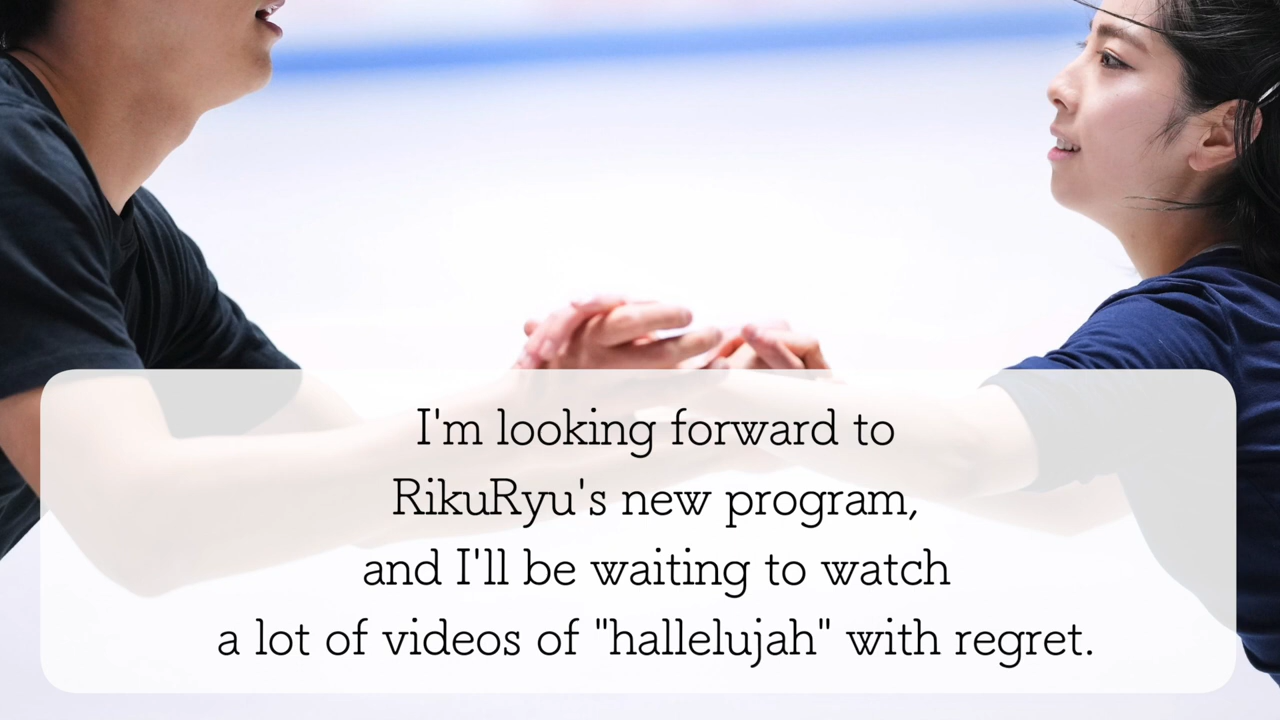 I'm looking forward to
RikuRyu's new program,
and I'll be waiting to watch
a lot of videos of "hallelujah" with regret.